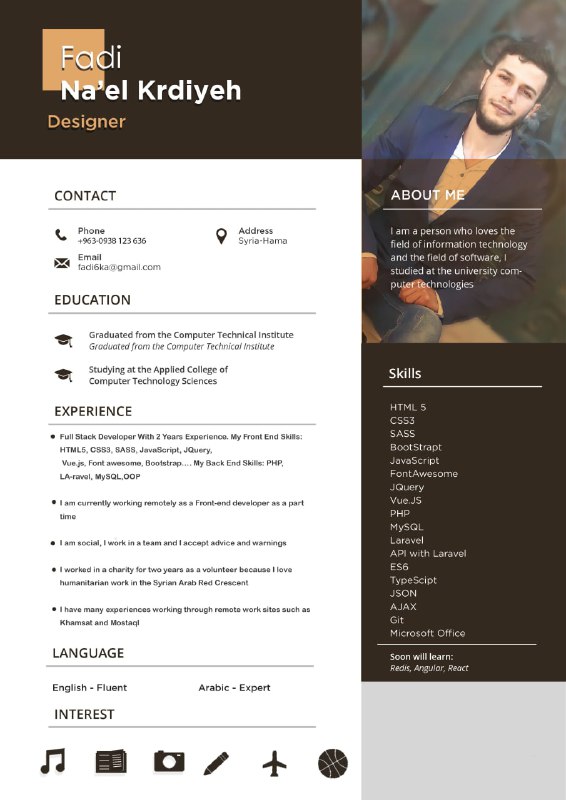 Fadi
Na'el Krdiyeh
Designer
CONTACT
Phone
+963-0938 123 636
Address
Syria-Hama
Email
fadi6ka@gmail.com
EDUCATION
Graduated from the Computer Technical Institute
Graduated from the Computer Technical Institute
Studying at the Applied College of
Computer Technology Sciences
EXPERIENCE
Full Stack Developer With 2 Years Experience. My Front End Skills:
HTML5, CSS3, SASS, JavaScript, JQuery,
Vue.js, Font awesome, Bootstrap.... My Back End Skills: PHP,
LA-ravel, MySQL,OOP
I am currently working remotely as a Front-end developer as a part
time
I am social, I work in a team and I accept advice and warnings
I worked in a charity for two years as a volunteer because I love
humanitarian work in the Syrian Arab Red Crescent
I have many experiences working through remote work sites such as
Khamsat and Mostaql
LANGUAGE
English - Fluent
Arabic - Expert
INTEREST
ABOUT ME
I am a person who loves the
field of information technology
and the field of software, I
studied at the university com-
puter technologies
Skills
HTML 5
CSS3
SASS
BootStrapt
JavaScript
FontAwesome
JQuery
Vue.JS
PHP
MySQL
Laravel
API with Laravel
ES6
TypeScipt
JSON
AJAX
Git
Microsoft Office
Soon will learn:
Redis, Angular, React